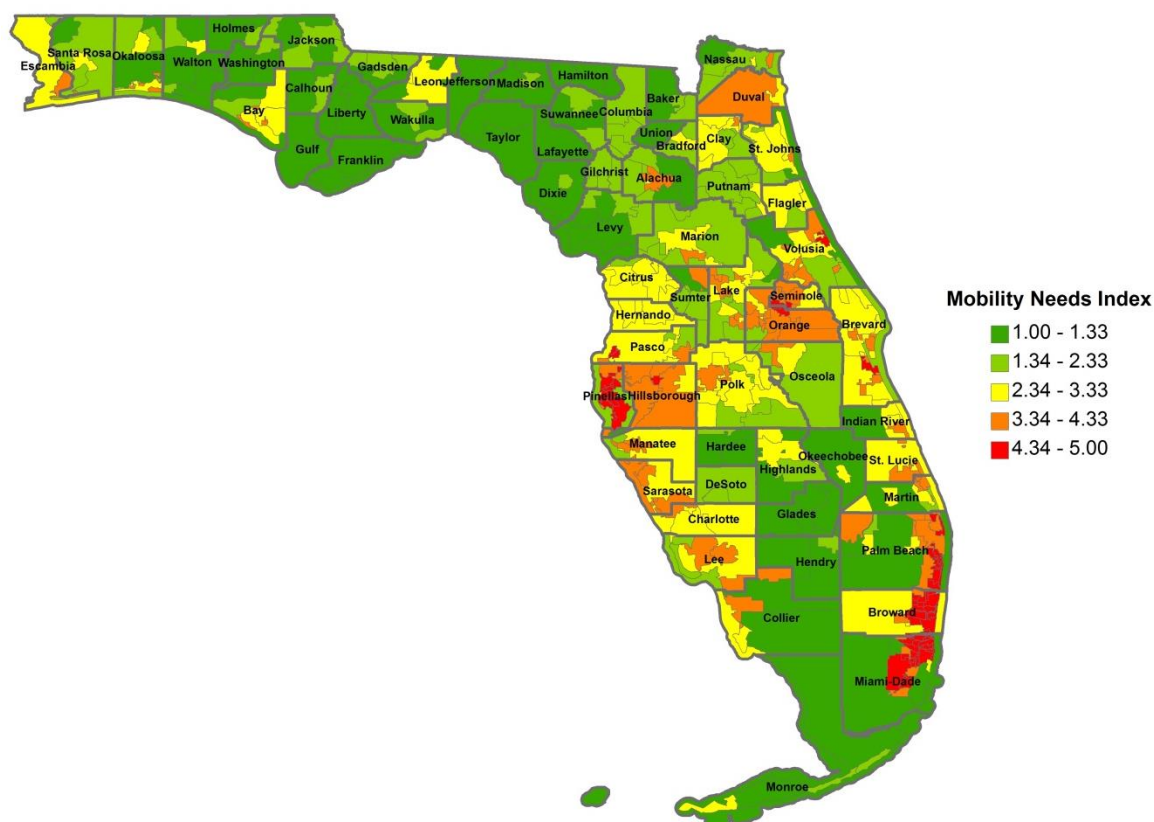 Holmes
Jackson
Santa Rosa
Okaloosa
Escambia
Walton
Washington
Gadsden
Nassau
Hamilton
Leon
Jefferson
Madison
Calhoun
Bay
Liberty
Wakulla
Suwannee
Columbia
Baker
Duval
Taylor
Union
Bradford
Clay
St. Johns
Gulf
Franklin
Lafayette
Gilchrist
Alachua
Putnam
Dixie
Flagler
Levy
Marion
Volusia
Citrus
Sumter
Lake
Seminole
Mobility Needs Index
Hernando
Orange
Brevard
1.00 - 1.33
Pasco
1.34 - 2.33
Osceola
2.34 - 3.33
Pinellas
Hillsborough
Polk
3.34 - 4.33
Indian River
4.34 - 5.00
Manatee
Hardee
Okeechobee
St. Lucie
Highlands
Sarasota
DeSoto
Martin
Charlotte
Glades
Palm Beach
Lee
Hendry
Collier
Broward
Miami-Dade
Monroe